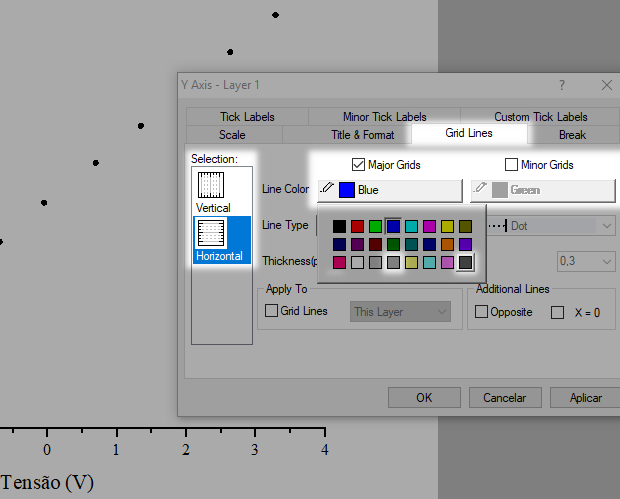 Y Axis - Layer 1
?
Tick Labels
Minor Tick Labels
Custom Tick Labels
Scale
Title & Format
Grid Lines
Break
Selection:
Major Grids
Minor Grids
Vertical
Line Color
Blue
Green
Horizontal
Line Type
Dot
Thickness(p
0,3
Apply To
Grid Lines
This Layer
Additional Lines
Opposite
X = 0
OK
Cancelar
Aplicar
0
1
2
3
4
Tensão (V)